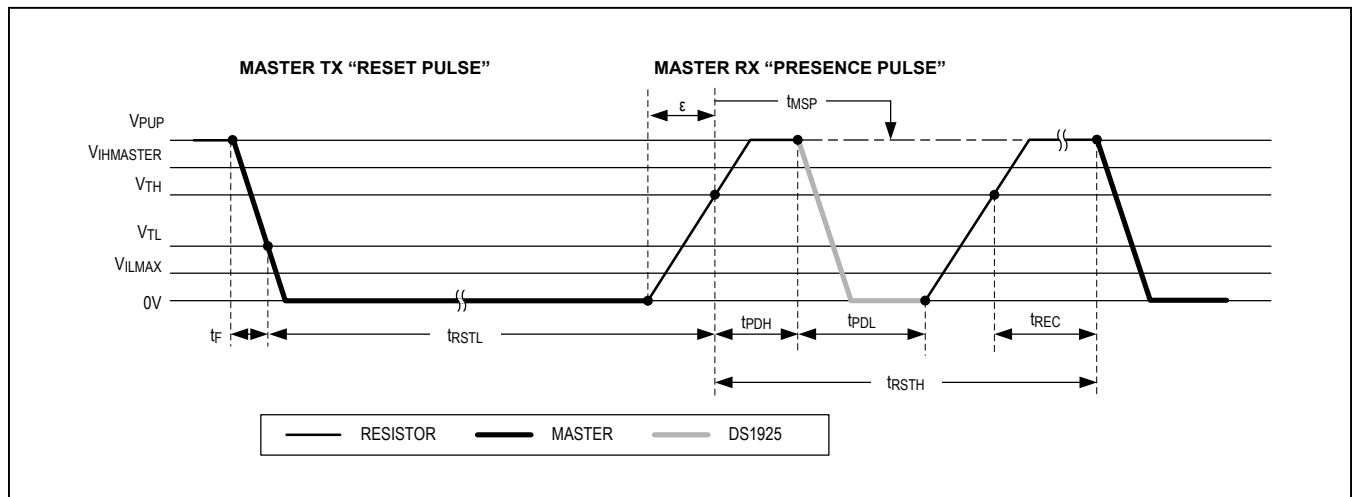 MASTER TX “RESET PULSE” MASTER RX “PRESENCE PULSE”
ε tMSP
VPUP
VIHMASTER
VTH
VTL
VILMAX
0V
tF tRSTL tPDH tPDL tREC
tRSTH
RESISTOR MASTER DS1925